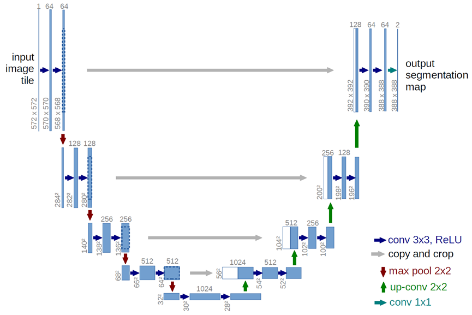 1 64 64
128 64 64 2
input
image
tile
output
segmentation
map
572 x 572
570 x 570
568 x 568
392 x 392
390 x 390
388 x 388
388 x 388
128 128
256 128
284²
282²
280²
200²
198²
196²
256 256
512 256
140²
138²
136²
104²
102²
100²
512 512
1024 512
68²
66²
64²
56²
54²
52²
1024
32²
30²
28²
conv 3x3, ReLU
copy and crop
max pool 2x2
up-conv 2x2
conv 1x1